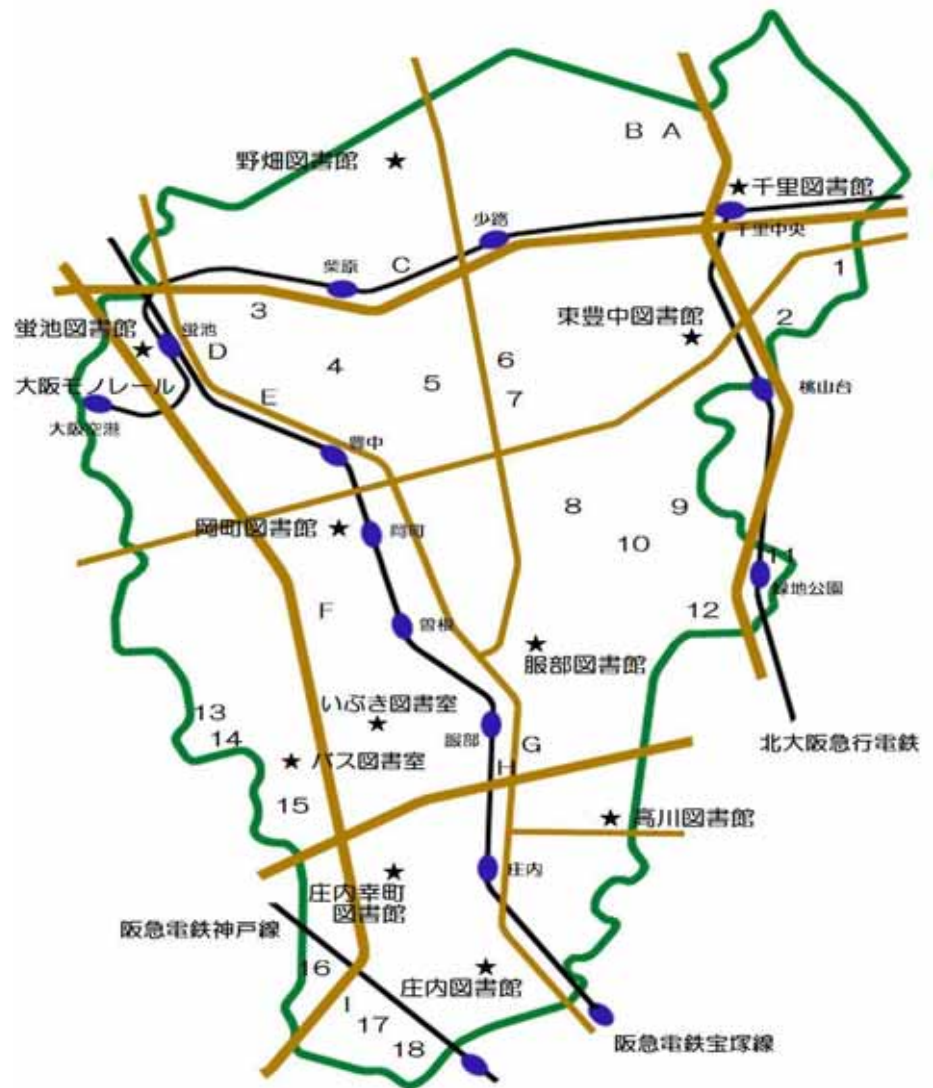 B A
野畑図書館
千里図書館
少路
千里中央
柴原
C
1
3
2
蛍池図書館
蛍池
D
東豊中図書館
4
6
5
大阪モノレール
E
7
桃山台
大阪空港
豊中
8
9
岡町図書館
岡町
10
11
緑地公園
F
12
曽根
服部図書館
いぶき図書室
13
14
服部
G
北大阪急行電鉄
バス図書室
H
15
高川図書館
庄内
庄内幸町
図書館
阪急電鉄神戸線
16
庄内図書館
I
17
18
阪急電鉄宝塚線